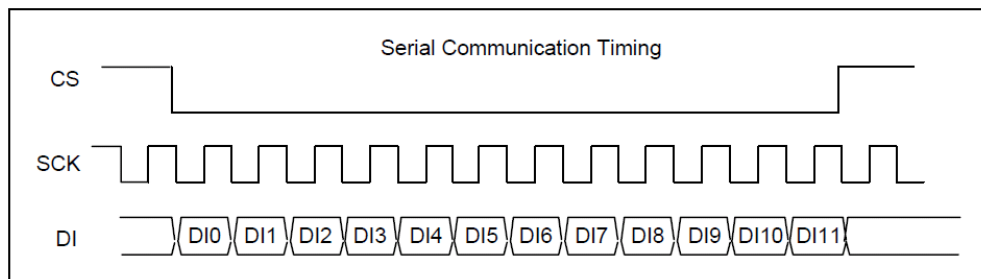 Serial Communication Timing
CS
SCK
DI DI0 DI1 DI2 DI3 DI4 DI5 DI6 DI7 DI8 DI9 DI10 DI11